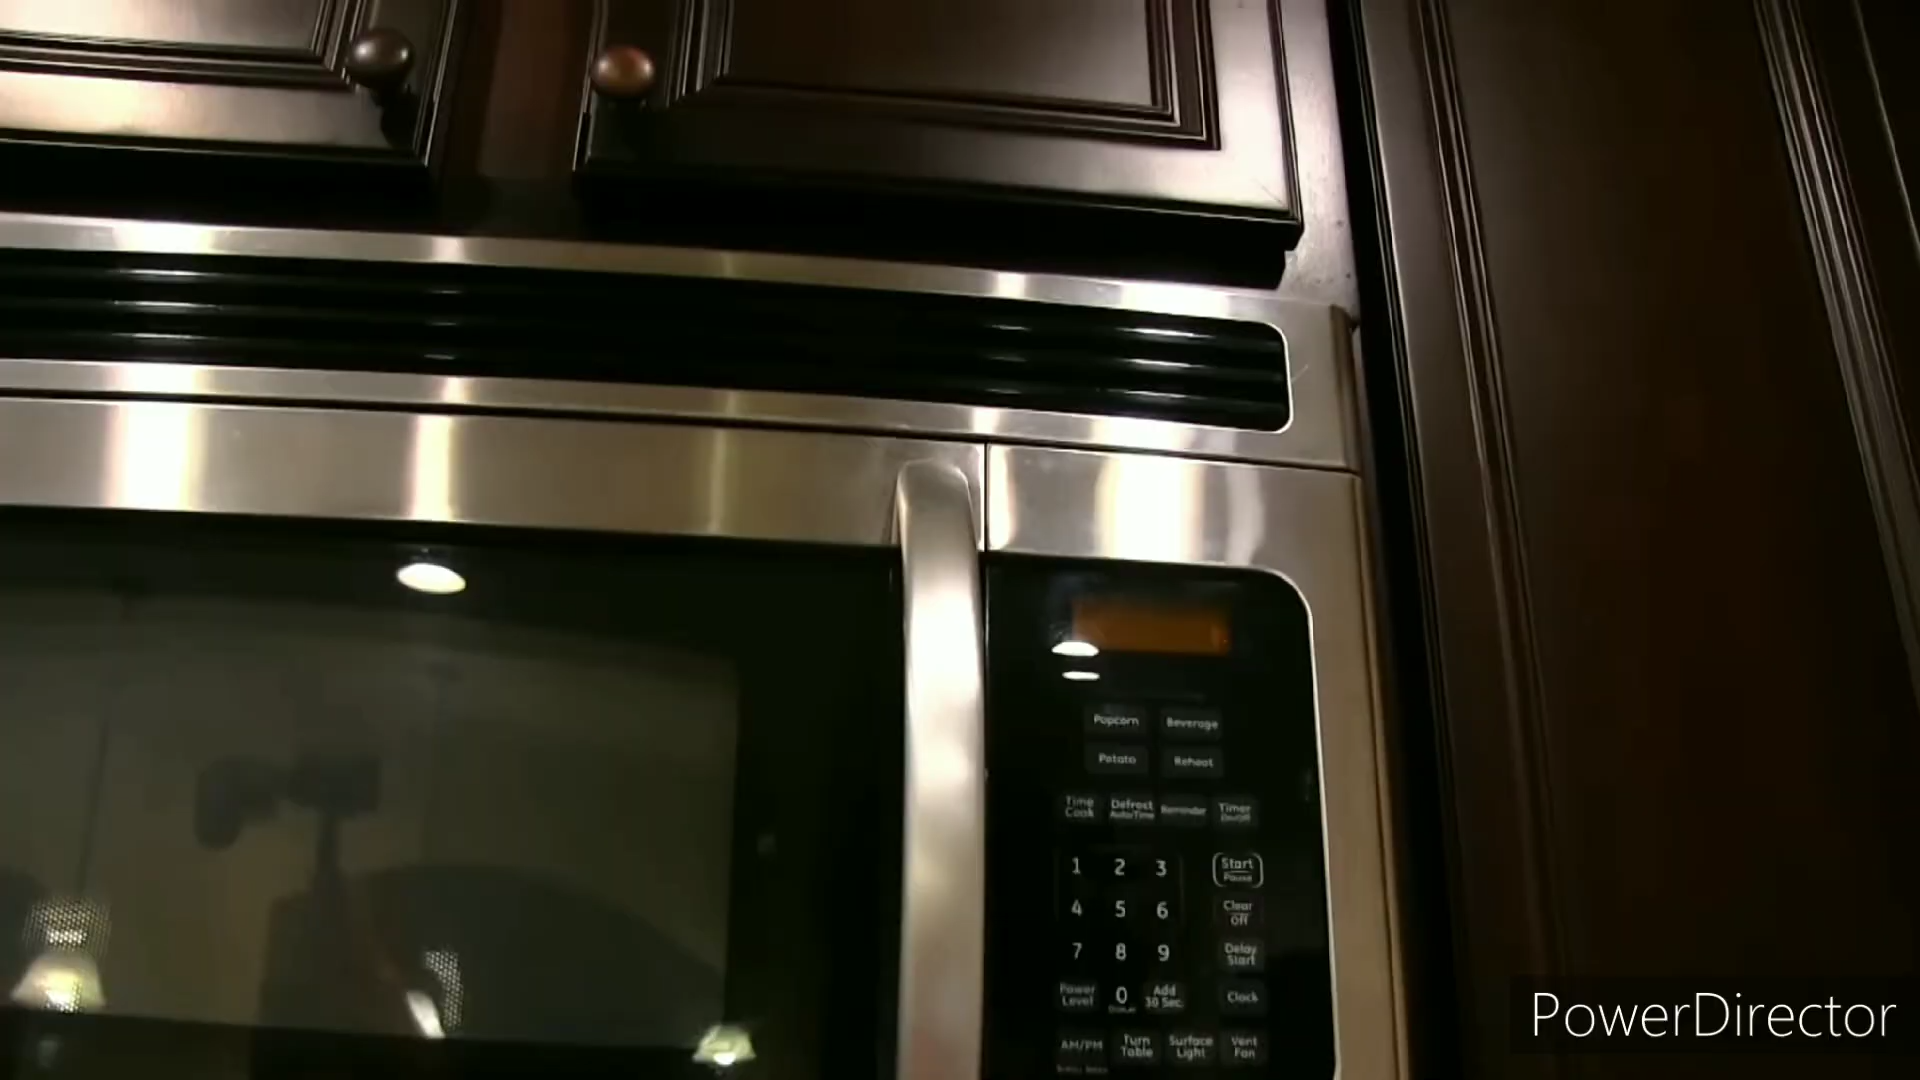 Popcorn Beverage
Potato Reheat
Time Cook
Defrost Auto/Time
Reminder
Timer On/Off
1 2 3
Start Pause
4 5 6
Clear Off
7 8 9
Delay Start
Power Level
0
Add 30 Sec.
Clock
AM/PM
Turn Table
Surface Light
Vent Fan
PowerDirector